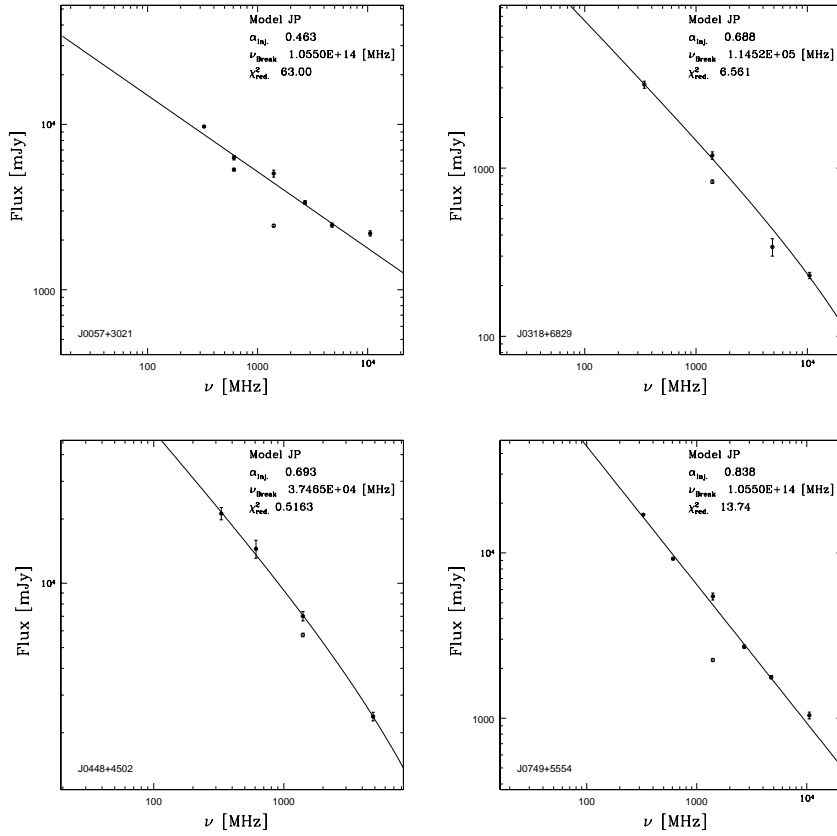 Model JP
α_inj. 0.463
ν_Break 1.0550E+14 [MHz]
χ²_red. 63.00
10⁴
1000
Flux [mJy]
J0057+3021
100 1000 10⁴
ν [MHz]
Model JP
α_inj. 0.688
ν_Break 1.1452E+05 [MHz]
χ²_red. 6.561
1000
100
Flux [mJy]
J0318+6829
100 1000 10⁴
ν [MHz]
Model JP
α_inj. 0.693
ν_Break 3.7465E+04 [MHz]
χ²_red. 0.5163
10⁴
Flux [mJy]
J0448+4502
100 1000
ν [MHz]
Model JP
α_inj. 0.838
ν_Break 1.0550E+14 [MHz]
χ²_red. 13.74
10⁴
1000
Flux [mJy]
J0749+5554
100 1000 10⁴
ν [MHz]